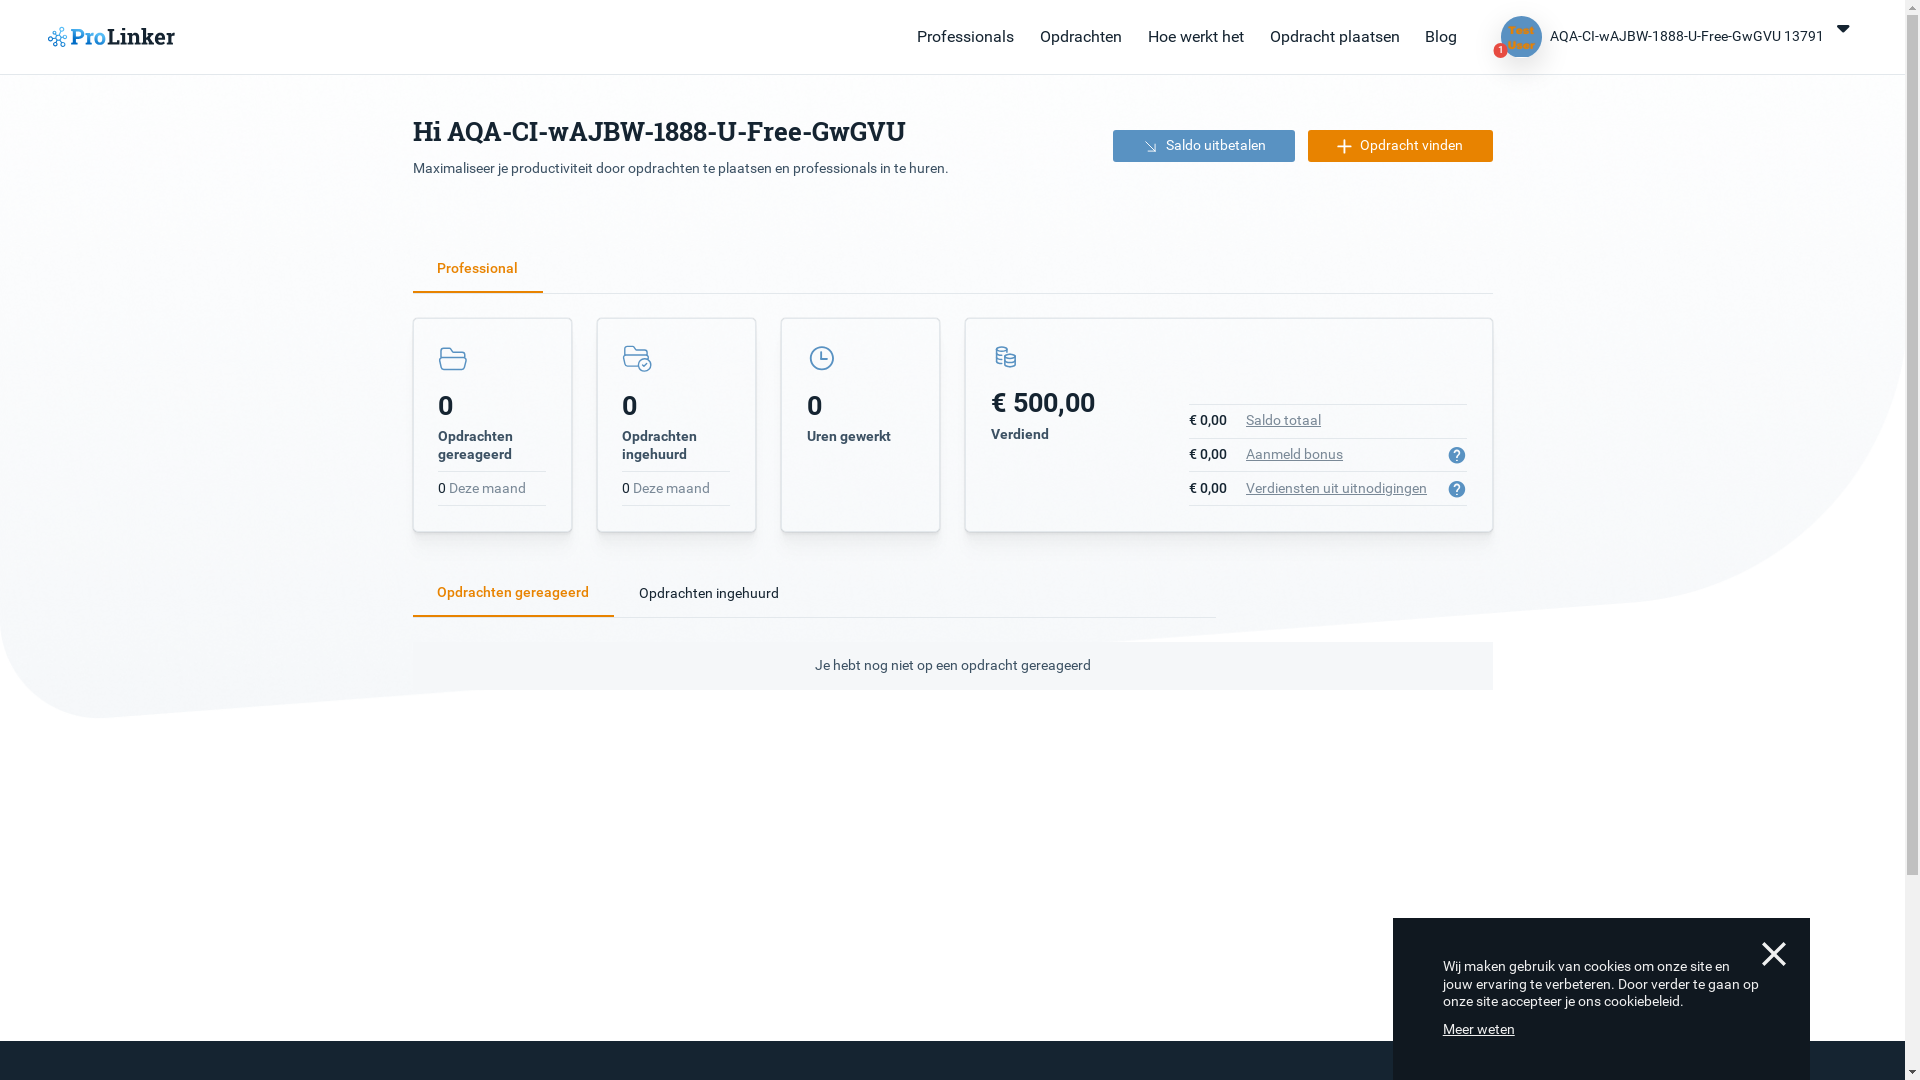 ProLinker
Professionals
Opdrachten
Hoe werkt het
Opdracht plaatsen
Blog
Test
User
1
AQA-CI-wAJBW-1888-U-Free-GwGVU 13791
Hi AQA-CI-wAJBW-1888-U-Free-GwGVU
Maximaliseer je productiviteit door opdrachten te plaatsen en professionals in te huren.
Saldo uitbetalen
Opdracht vinden
Professional
0
Opdrachten
gereageerd
0 Deze maand
0
Opdrachten
ingehuurd
0 Deze maand
0
Uren gewerkt
€ 500,00
Verdiend
€ 0,00 Saldo totaal
€ 0,00 Aanmeld bonus ?
€ 0,00 Verdiensten uit uitnodigingen ?
Opdrachten gereageerd
Opdrachten ingehuurd
Je hebt nog niet op een opdracht gereageerd
Wij maken gebruik van cookies om onze site en
jouw ervaring te verbeteren. Door verder te gaan op
onze site accepteer je ons cookiebeleid.
Meer weten